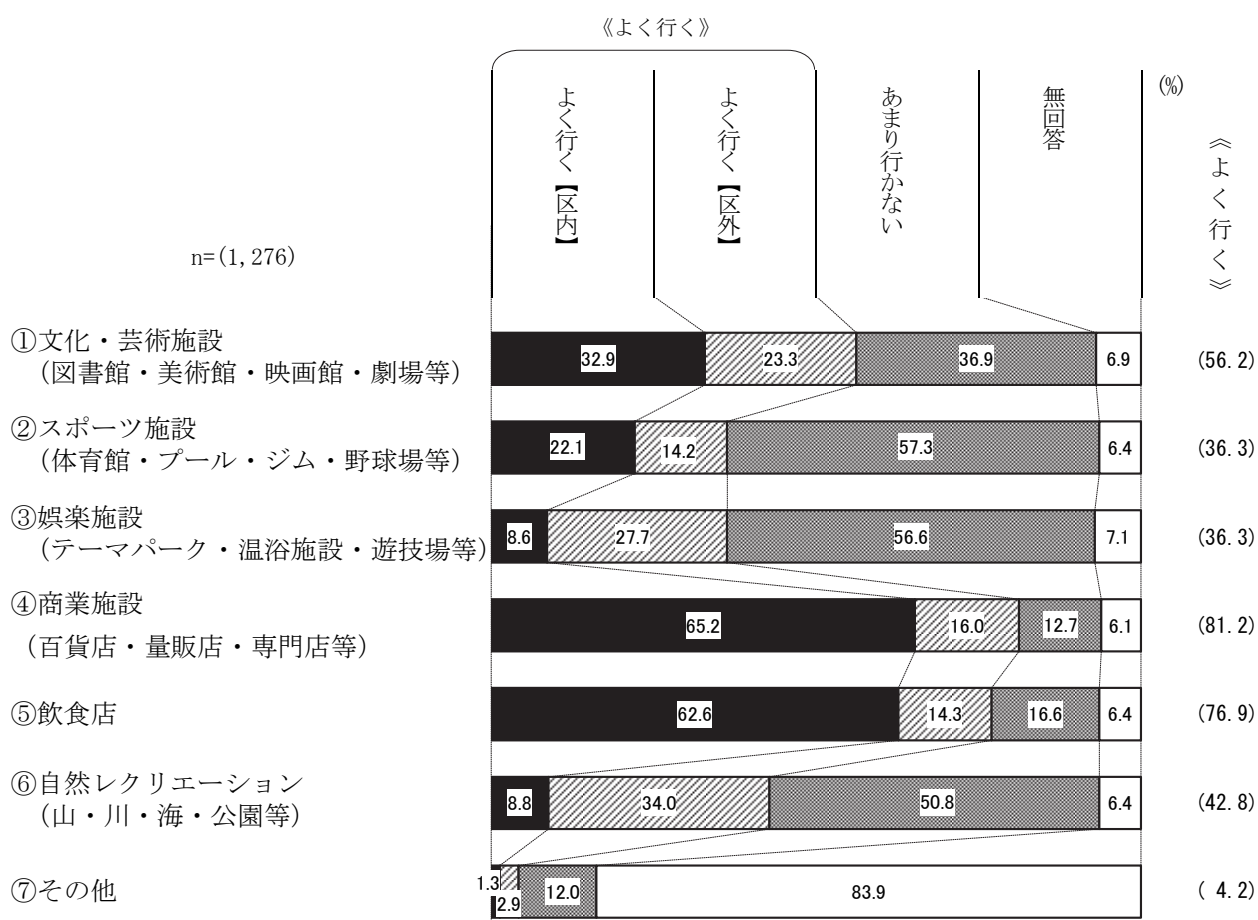 《よく行く》
(%)
よく行く【区内】
よく行く【区外】
あまり行かない
無回答
《よく行く》
n=(1,276)
①文化・芸術施設
（図書館・美術館・映画館・劇場等）
32.9 23.3 36.9 6.9 (56.2)
②スポーツ施設
（体育館・プール・ジム・野球場等）
22.1 14.2 57.3 6.4 (36.3)
③娯楽施設
（テーマパーク・温浴施設・遊技場等）
8.6 27.7 56.6 7.1 (36.3)
④商業施設
（百貨店・量販店・専門店等）
65.2 16.0 12.7 6.1 (81.2)
⑤飲食店
62.6 14.3 16.6 6.4 (76.9)
⑥自然レクリエーション
（山・川・海・公園等）
8.8 34.0 50.8 6.4 (42.8)
⑦その他
1.3 2.9 12.0 83.9 ( 4.2)